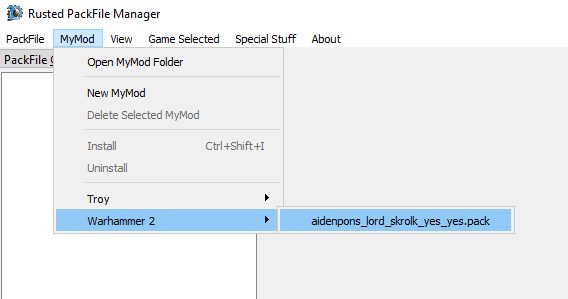 Rusted PackFile Manager
PackFile MyMod View Game Selected Special Stuff About
PackFile
Open MyMod Folder
New MyMod
Delete Selected MyMod
Install Ctrl+Shift+I
Uninstall
Troy
Warhammer 2 aidenpons_lord_skrolk_yes_yes.pack